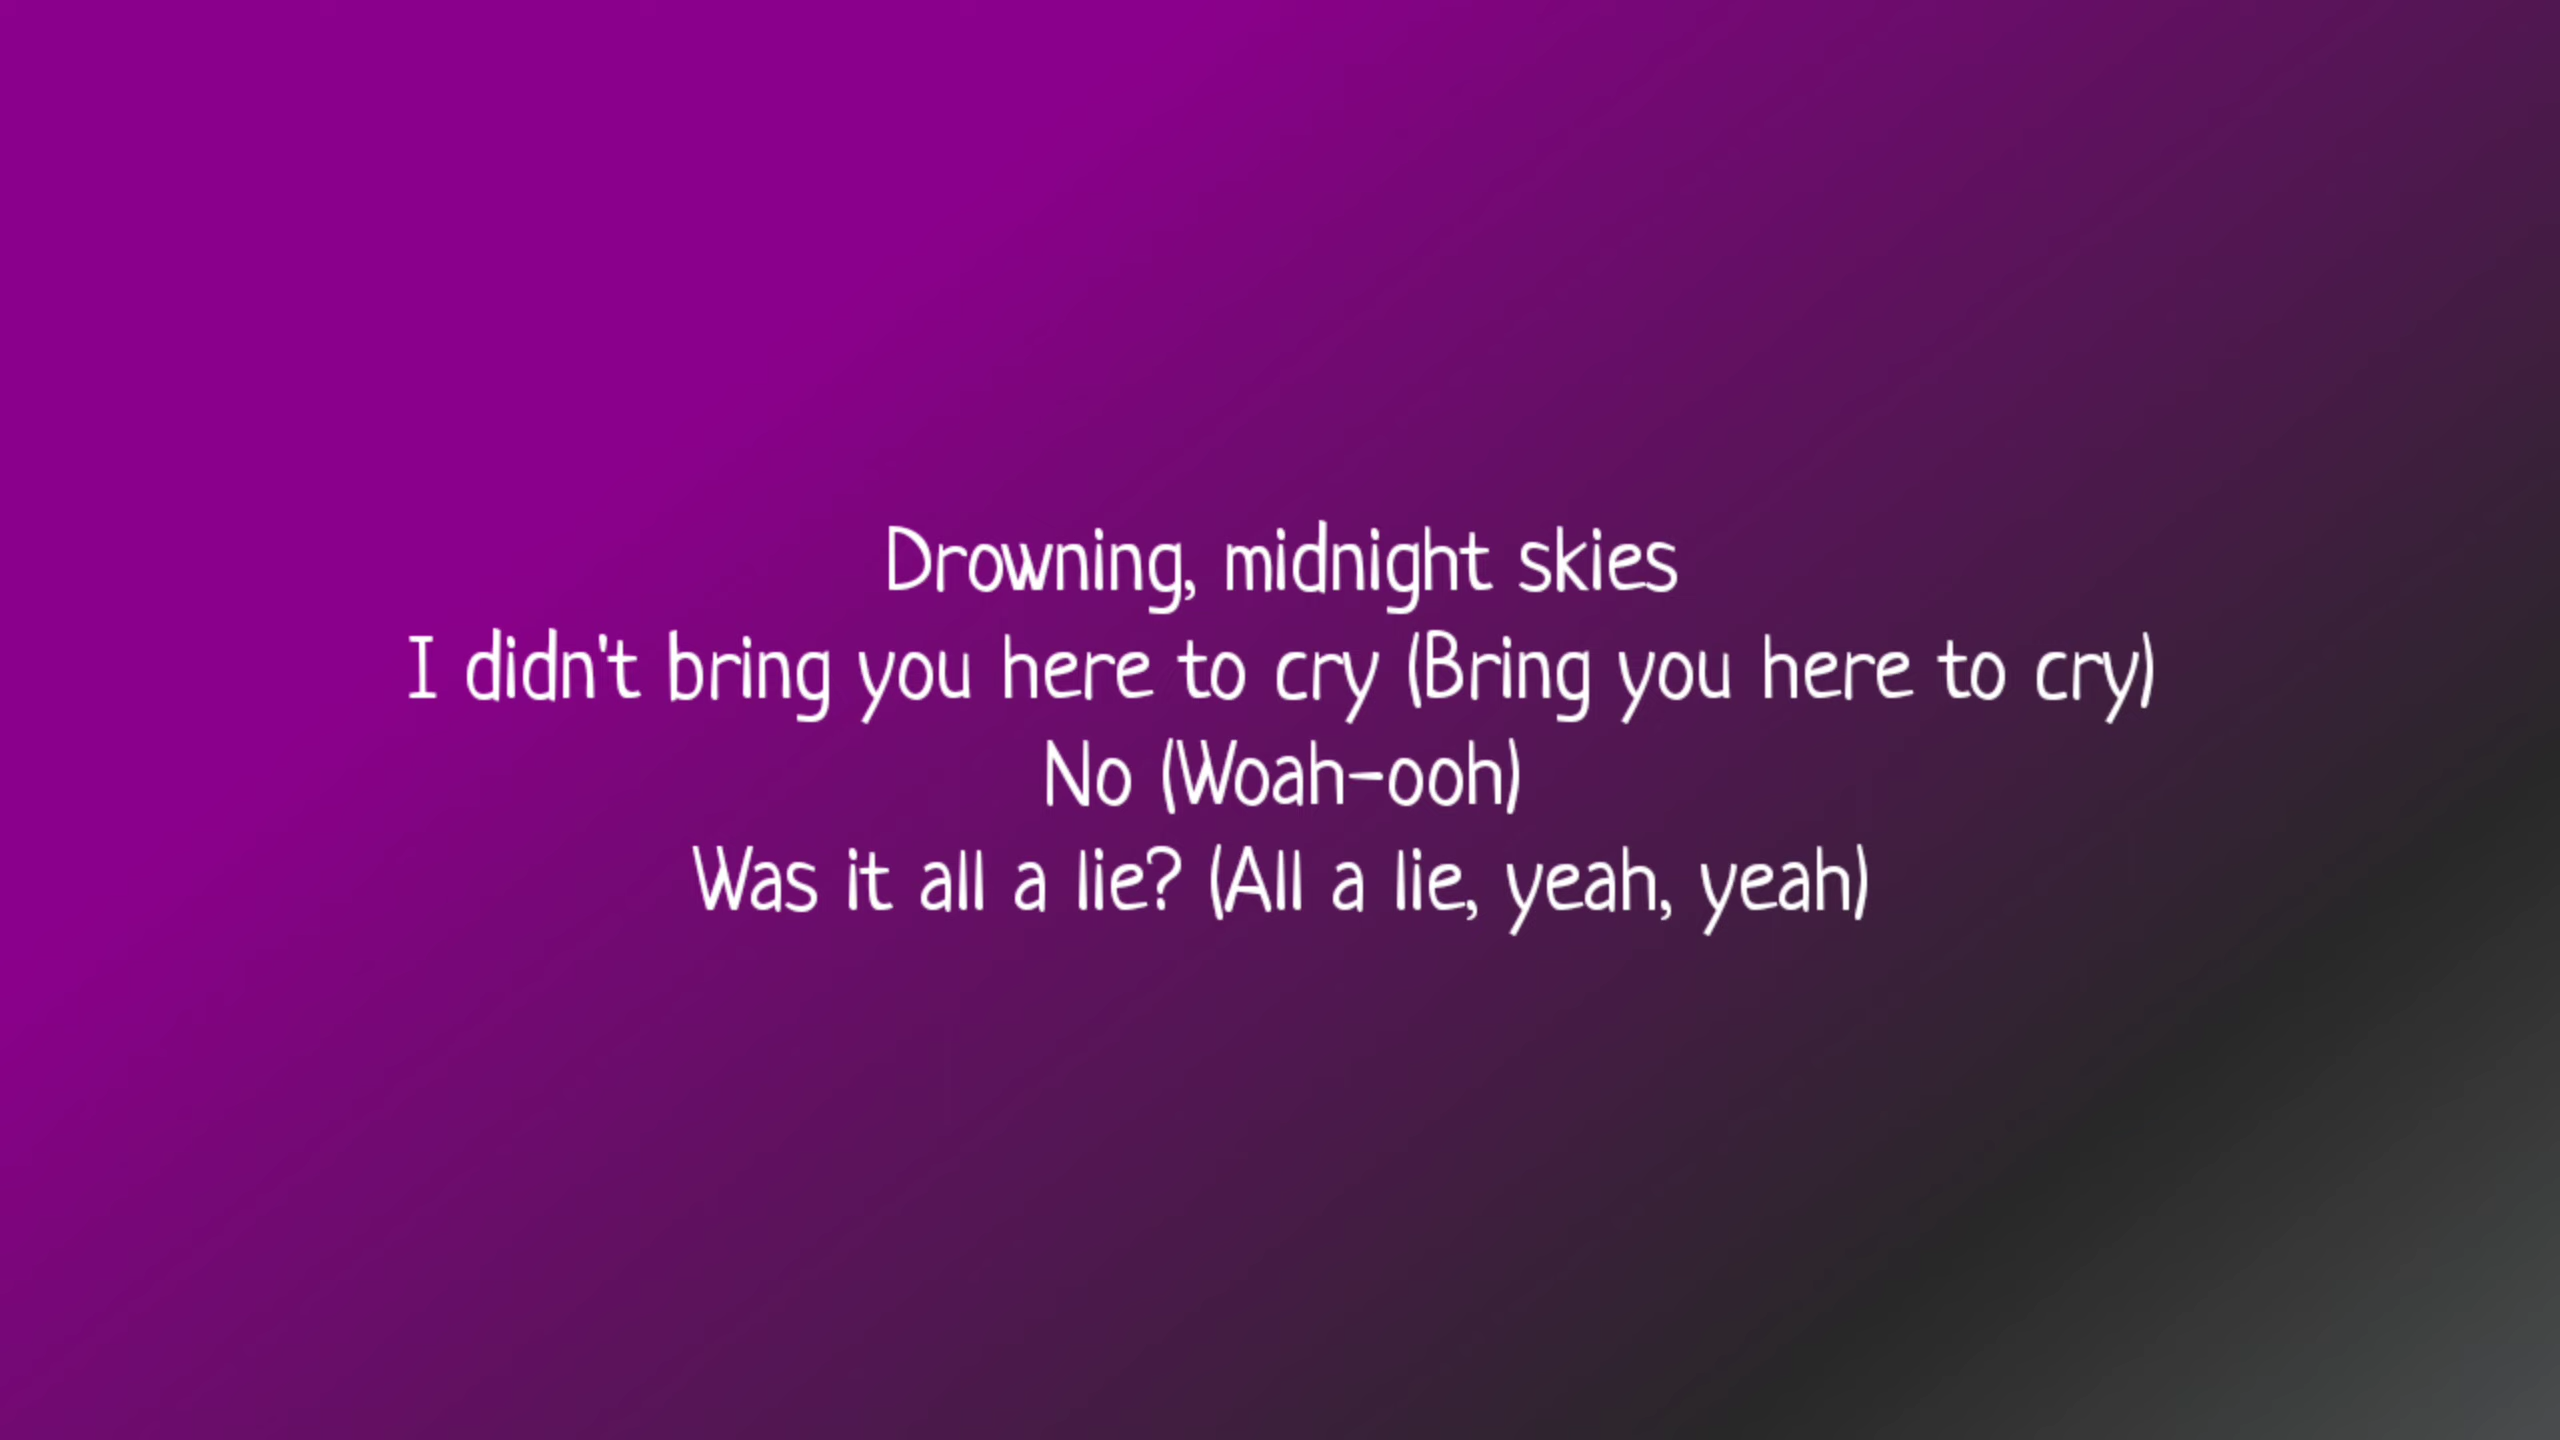 Drowning, midnight skies
I didn't bring you here to cry (Bring you here to cry)
No (Woah-ooh)
Was it all a lie? (All a lie, yeah, yeah)